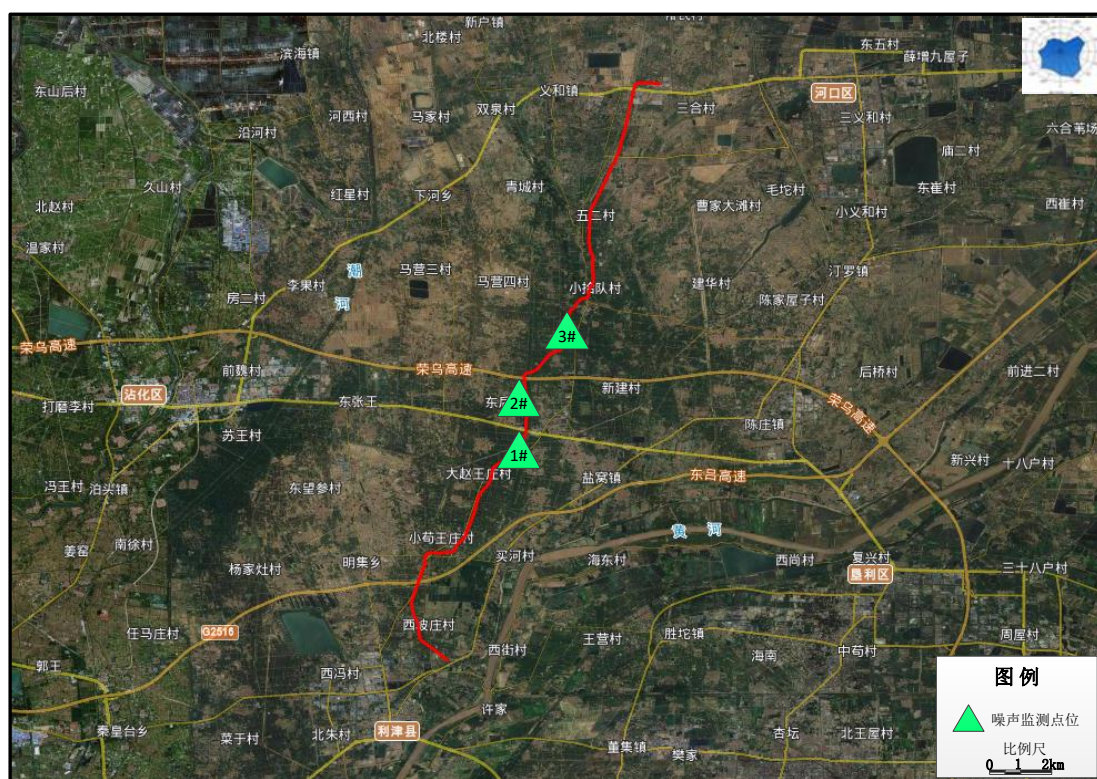 新户镇
北楼村
滨海镇
东五村
薛增九屋子
东山后村
义和镇
河口区
河西村
马家村
双泉村
三合村
三义和村
沿河村
六合苇场
庙二村
久山村
红星村
下河乡
青城村
毛坨村
东崔村
北赵村
曹家大滩村
小义和村
西崔村
五二村
温家村
潮
河
马营三村
马营四村
小
队村
建华村
汀罗镇
李果村
房二村
陈家屋子村
3#
荣乌高速
荣乌高速
前魏村
后桥村
前进二村
沾化区
新建村
打磨李村
东张王
2#
荣乌高速
苏王村
陈庄镇
1#
大赵王庄村
盐窝镇
东吕高速
新兴村
十八户村
冯王村
泊头镇
东望参村
黄 河
小荀王庄村
姜窑
南徐村
明集乡
买河村
海东村
西尚村
复兴村
杨家灶村
垦利区
三十八户村
任马庄村
G2516
王营村
胜坨镇
周屋村
郭王
西冯村
西街村
海南
中荀村
图 例
许家
噪声监测点位
秦皇台乡
菜于村
北朱村
利津县
董集镇
樊家
杏坛
北王屋村
比例尺
0 1 2km